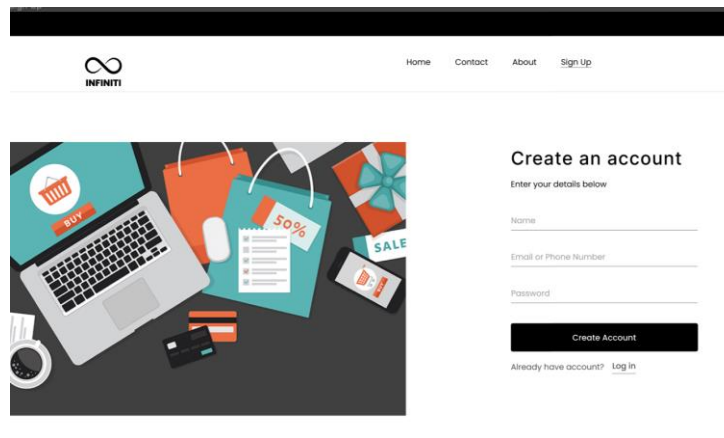 INFINITI
Home Contact About Sign Up
BUY
50%
SALE
BUY
Create an account
Enter your details below
Name
Email or Phone Number
Password
Create Account
Already have account? Log in